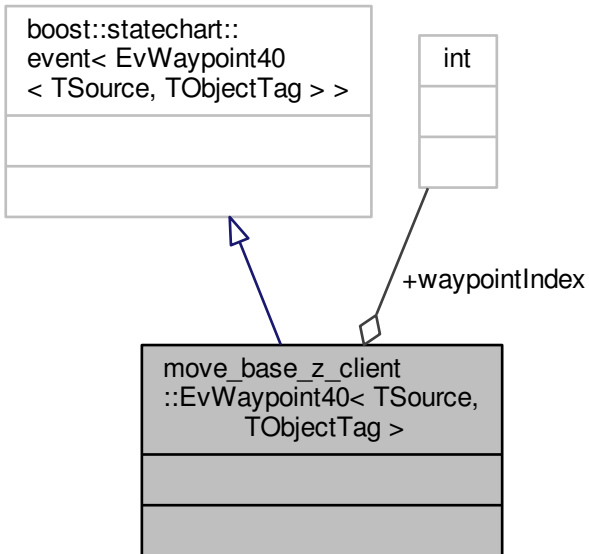 boost::statechart::
event< EvWaypoint40
< TSource, TObjectTag > >
int
+waypointIndex
move_base_z_client
::EvWaypoint40< TSource,
TObjectTag >